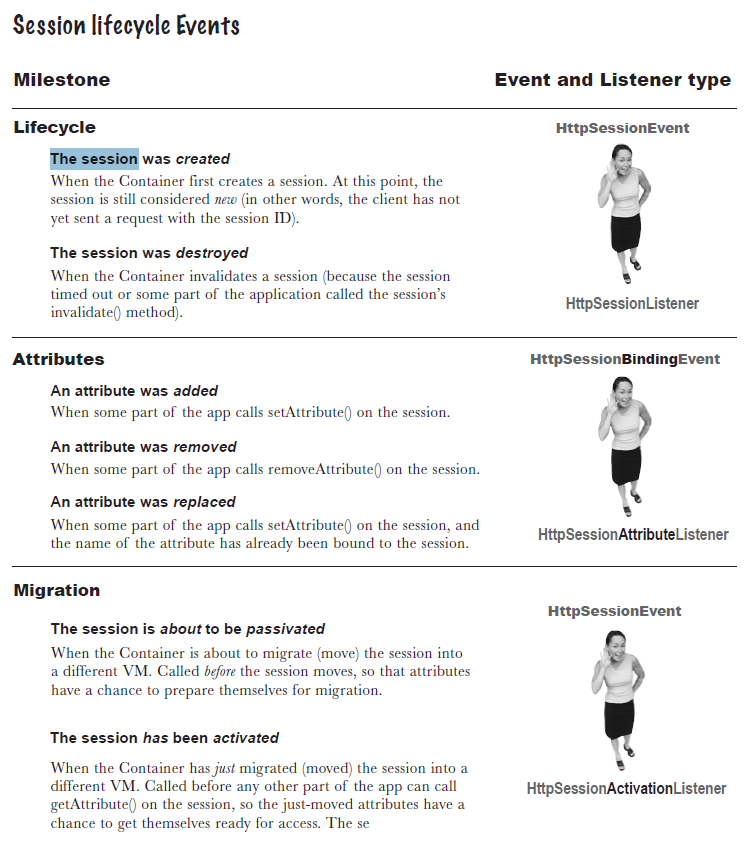 Session lifecycle Events
Milestone
Event and Listener type
Lifecycle
HttpSessionEvent
The session was created
When the Container first creates a session. At this point, the
session is still considered new (in other words, the client has not
yet sent a request with the session ID).
The session was destroyed
When the Container invalidates a session (because the session
timed out or some part of the application called the session's
invalidate() method).
HttpSessionListener
Attributes
HttpSessionBindingEvent
An attribute was added
When some part of the app calls setAttribute() on the session.
An attribute was removed
When some part of the app calls removeAttribute() on the session.
An attribute was replaced
When some part of the app calls setAttribute() on the session, and
the name of the attribute has already been bound to the session.
HttpSessionAttributeListener
Migration
HttpSessionEvent
The session is about to be passivated
When the Container is about to migrate (move) the session into
a different VM. Called before the session moves, so that attributes
have a chance to prepare themselves for migration.
The session has been activated
When the Container has just migrated (moved) the session into a
different VM. Called before any other part of the app can call
getAttribute() on the session, so the just-moved attributes have a
chance to get themselves ready for access. The se
HttpSessionActivationListener